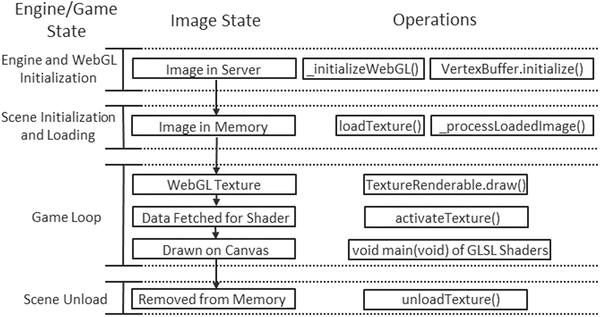 Engine/Game State Image State Operations
Engine and WebGL Initialization Image in Server _initializeWebGL() VertexBuffer.initialize()
Scene Initialization and Loading Image in Memory loadTexture() _processLoadedImage()
WebGL Texture TextureRenderable.draw()
Game Loop Data Fetched for Shader activateTexture()
Drawn on Canvas void main(void) of GLSL Shaders
Scene Unload Removed from Memory unloadTexture()